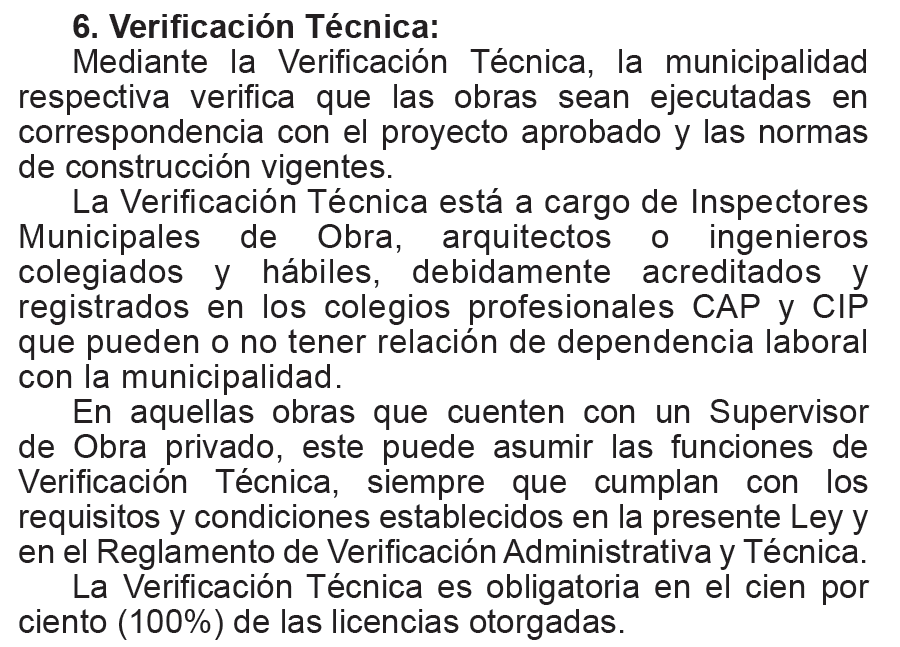 6. Verificación Técnica:
Mediante la Verificación Técnica, la municipalidad
respectiva verifica que las obras sean ejecutadas en
correspondencia con el proyecto aprobado y las normas
de construcción vigentes.
La Verificación Técnica está a cargo de Inspectores
Municipales de Obra, arquitectos o ingenieros
colegiados y hábiles, debidamente acreditados y
registrados en los colegios profesionales CAP y CIP
que pueden o no tener relación de dependencia laboral
con la municipalidad.
En aquellas obras que cuenten con un Supervisor
de Obra privado, este puede asumir las funciones de
Verificación Técnica, siempre que cumplan con los
requisitos y condiciones establecidos en la presente Ley y
en el Reglamento de Verificación Administrativa y Técnica.
La Verificación Técnica es obligatoria en el cien por
ciento (100%) de las licencias otorgadas.